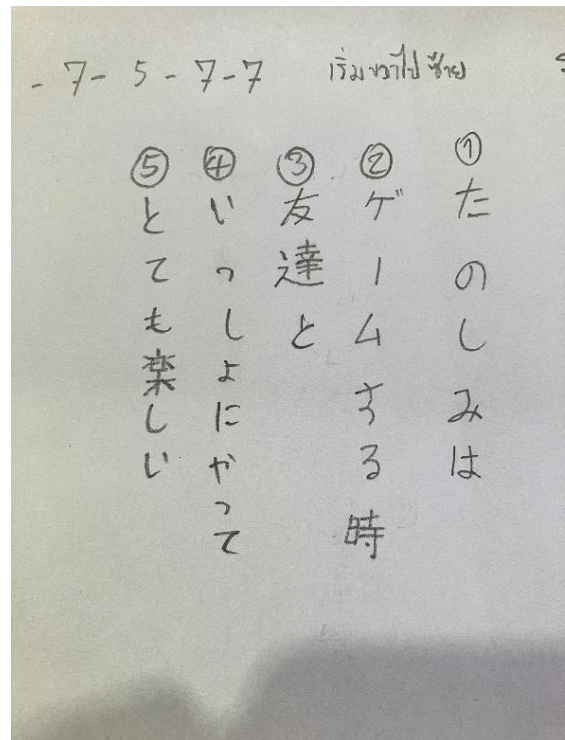 - 7 - 5 - 7 - 7 เริ่มขวาไปซ้าย
① たのしみは
② ゲームする時
③ 友達と
④ いっしょにやって
⑤ とても楽しい